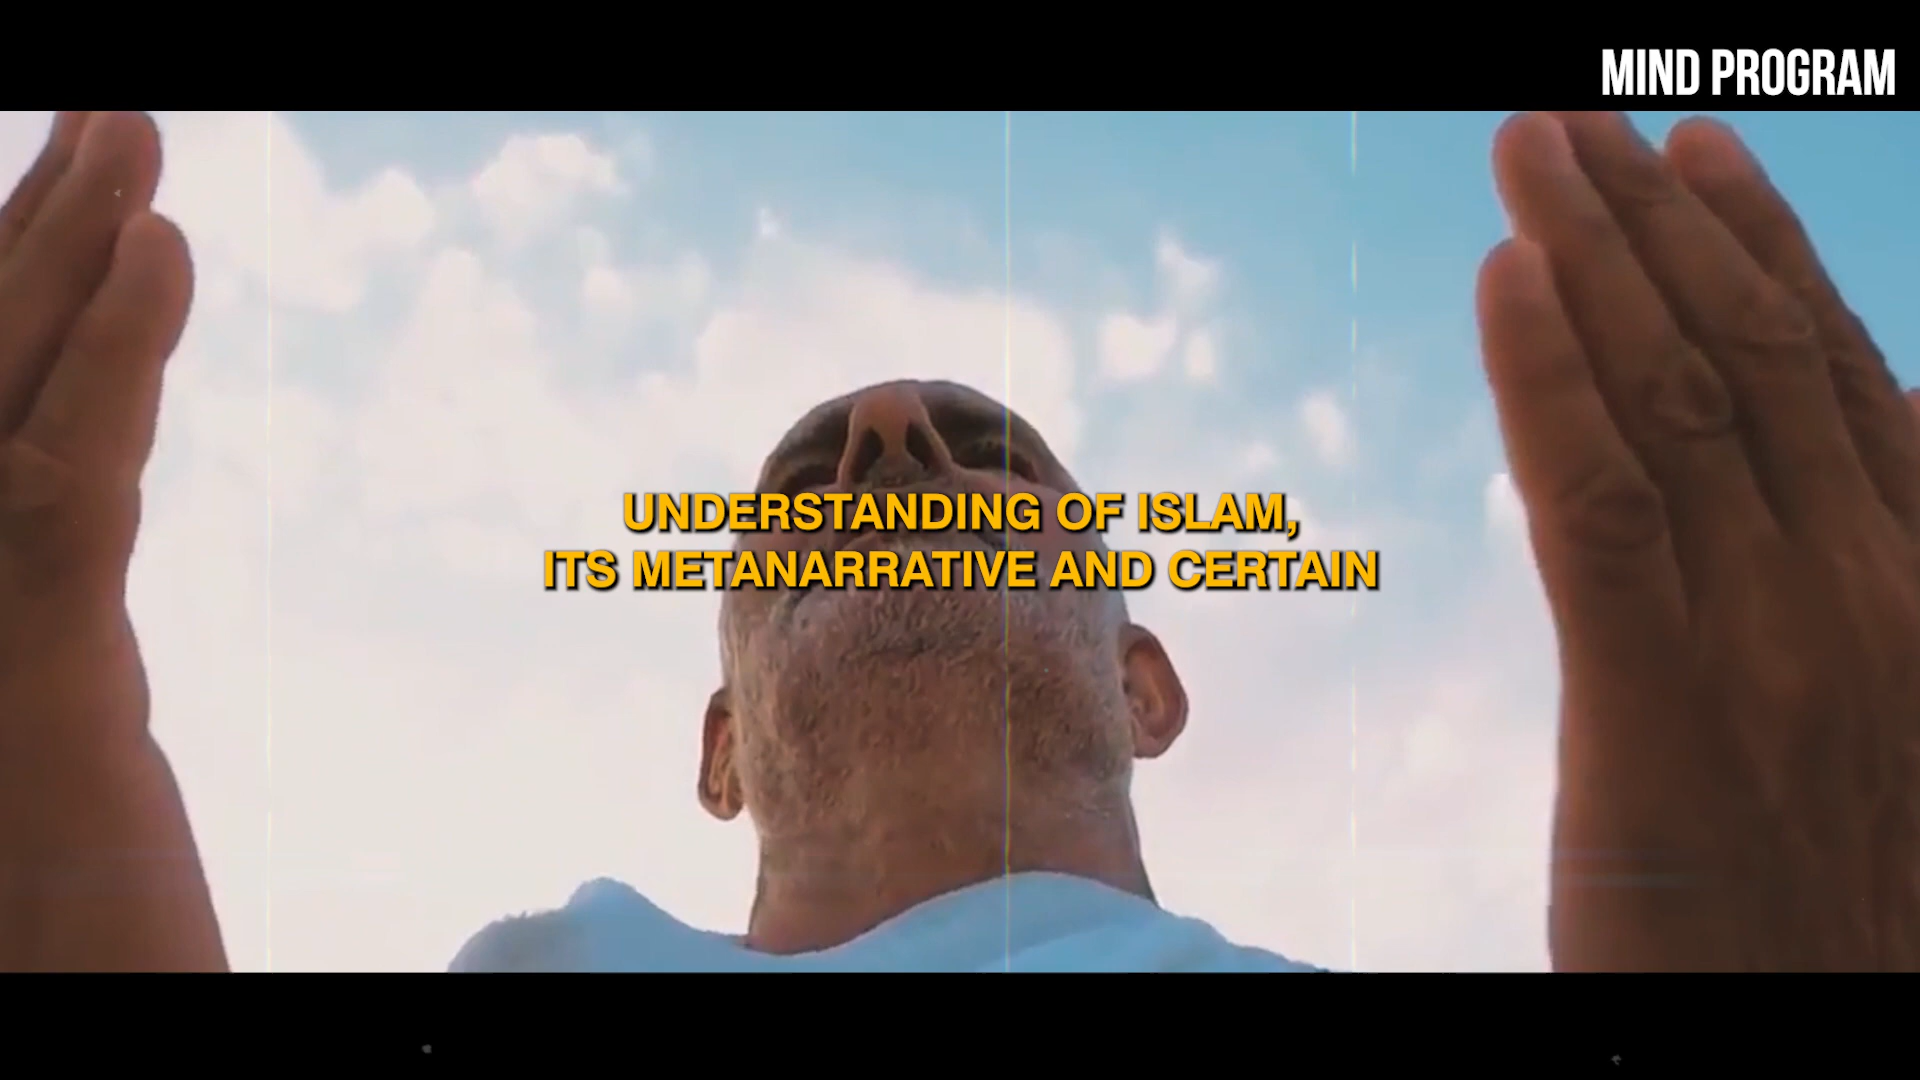 MIND PROGRAM
UNDERSTANDING OF ISLAM,
ITS METANARRATIVE AND CERTAIN